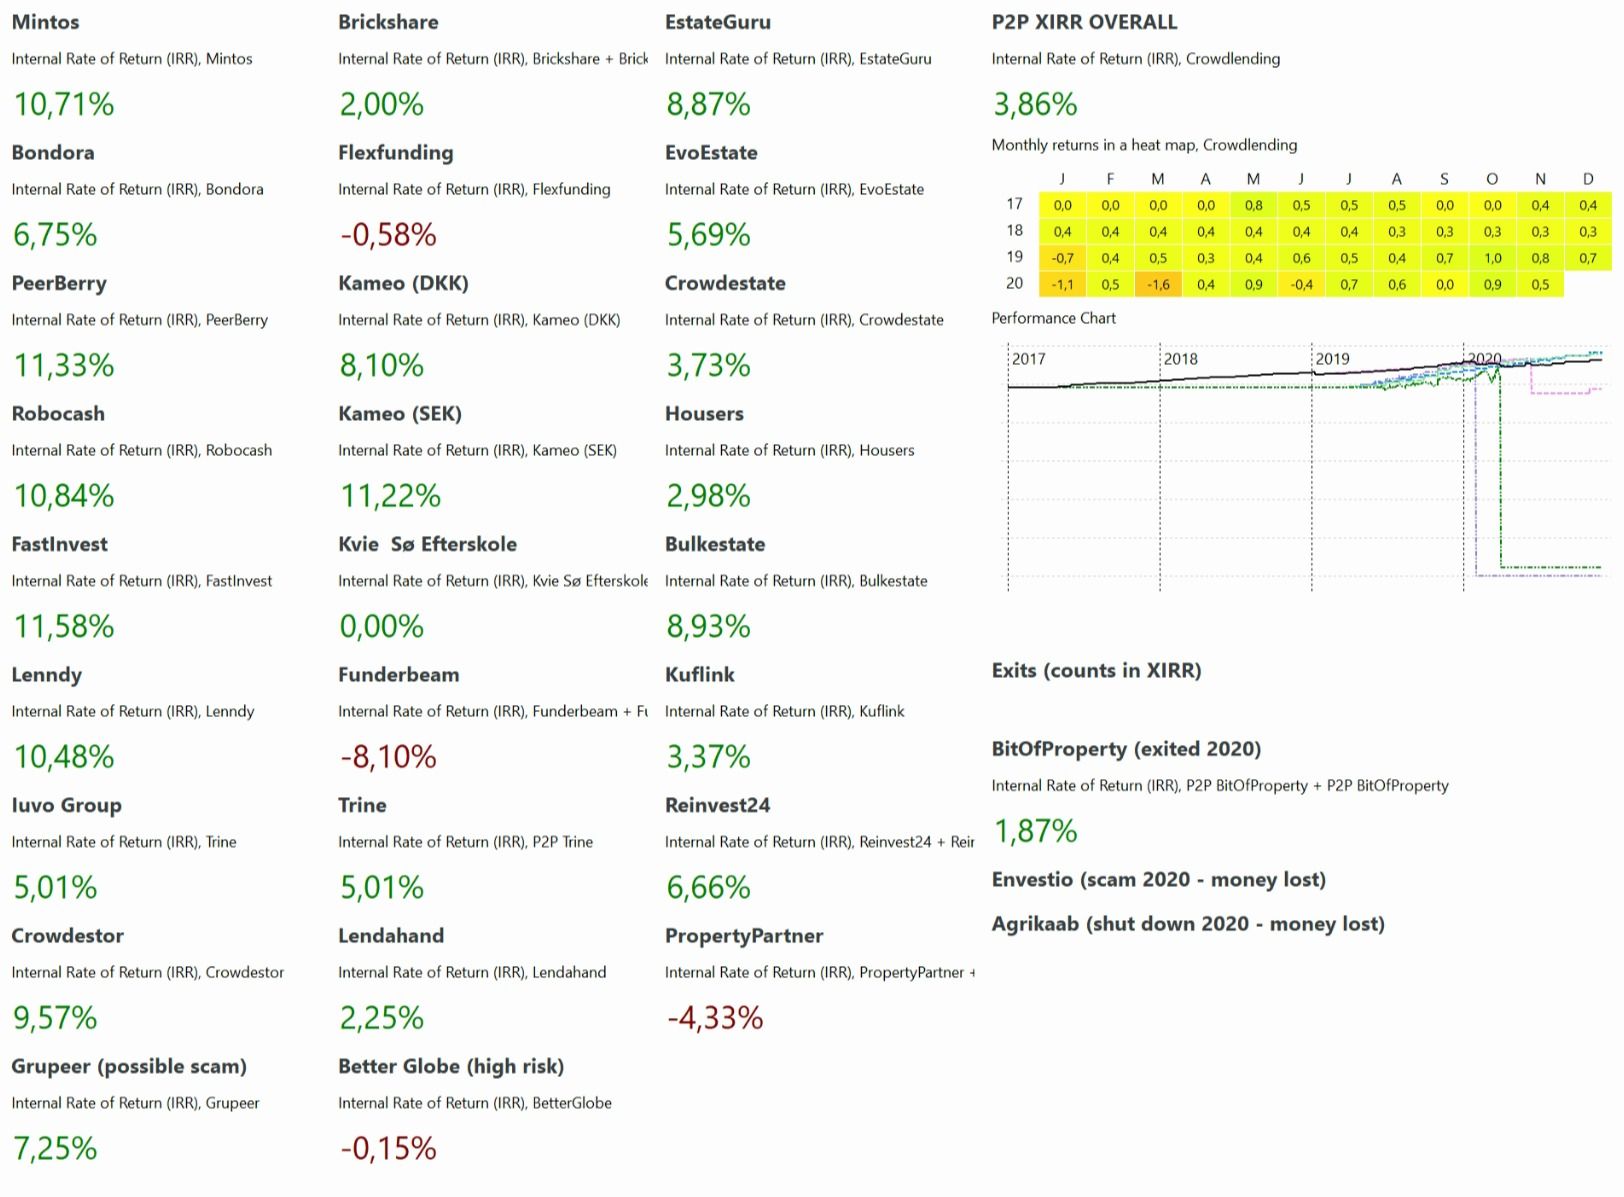 Mintos
Internal Rate of Return (IRR), Mintos
10,71%
Bondora
Internal Rate of Return (IRR), Bondora
6,75%
PeerBerry
Internal Rate of Return (IRR), PeerBerry
11,33%
Robocash
Internal Rate of Return (IRR), Robocash
10,84%
FastInvest
Internal Rate of Return (IRR), FastInvest
11,58%
Lenndy
Internal Rate of Return (IRR), Lenndy
10,48%
Iuvo Group
Internal Rate of Return (IRR), Trine
5,01%
Crowdestor
Internal Rate of Return (IRR), Crowdestor
9,57%
Grupeer (possible scam)
Internal Rate of Return (IRR), Grupeer
7,25%
Brickshare
Internal Rate of Return (IRR), Brickshare + Brick
2,00%
Flexfunding
Internal Rate of Return (IRR), Flexfunding
-0,58%
Kameo (DKK)
Internal Rate of Return (IRR), Kameo (DKK)
8,10%
Kameo (SEK)
Internal Rate of Return (IRR), Kameo (SEK)
11,22%
Kvie Sø Efterskole
Internal Rate of Return (IRR), Kvie Sø Efterskole
0,00%
Funderbeam
Internal Rate of Return (IRR), Funderbeam + Fu
-8,10%
Trine
Internal Rate of Return (IRR), P2P Trine
5,01%
Lendahand
Internal Rate of Return (IRR), Lendahand
2,25%
Better Globe (high risk)
Internal Rate of Return (IRR), BetterGlobe
-0,15%
EstateGuru
Internal Rate of Return (IRR), EstateGuru
8,87%
EvoEstate
Internal Rate of Return (IRR), EvoEstate
5,69%
Crowdestate
Internal Rate of Return (IRR), Crowdestate
3,73%
Housers
Internal Rate of Return (IRR), Housers
2,98%
Bulkestate
Internal Rate of Return (IRR), Bulkestate
8,93%
Kuflink
Internal Rate of Return (IRR), Kuflink
3,37%
Reinvest24
Internal Rate of Return (IRR), Reinvest24 + Reir
6,66%
PropertyPartner
Internal Rate of Return (IRR), PropertyPartner +
-4,33%
P2P XIRR OVERALL
Internal Rate of Return (IRR), Crowdlending
3,86%
Monthly returns in a heat map, Crowdlending
J F M A M J J A S O N D
17 0,0 0,0 0,0 0,0 0,8 0,5 0,5 0,5 0,0 0,0 0,4 0,4
18 0,4 0,4 0,4 0,4 0,4 0,4 0,4 0,3 0,3 0,3 0,3 0,3
19 -0,7 0,4 0,5 0,3 0,4 0,6 0,5 0,4 0,7 1,0 0,8 0,7
20 -1,1 0,5 -1,6 0,4 0,9 -0,4 0,7 0,6 0,0 0,9 0,5
Performance Chart
2017 2018 2019 2020
Exits (counts in XIRR)
BitOfProperty (exited 2020)
Internal Rate of Return (IRR), P2P BitOfProperty + P2P BitOfProperty
1,87%
Envestio (scam 2020 - money lost)
Agrikaab (shut down 2020 - money lost)